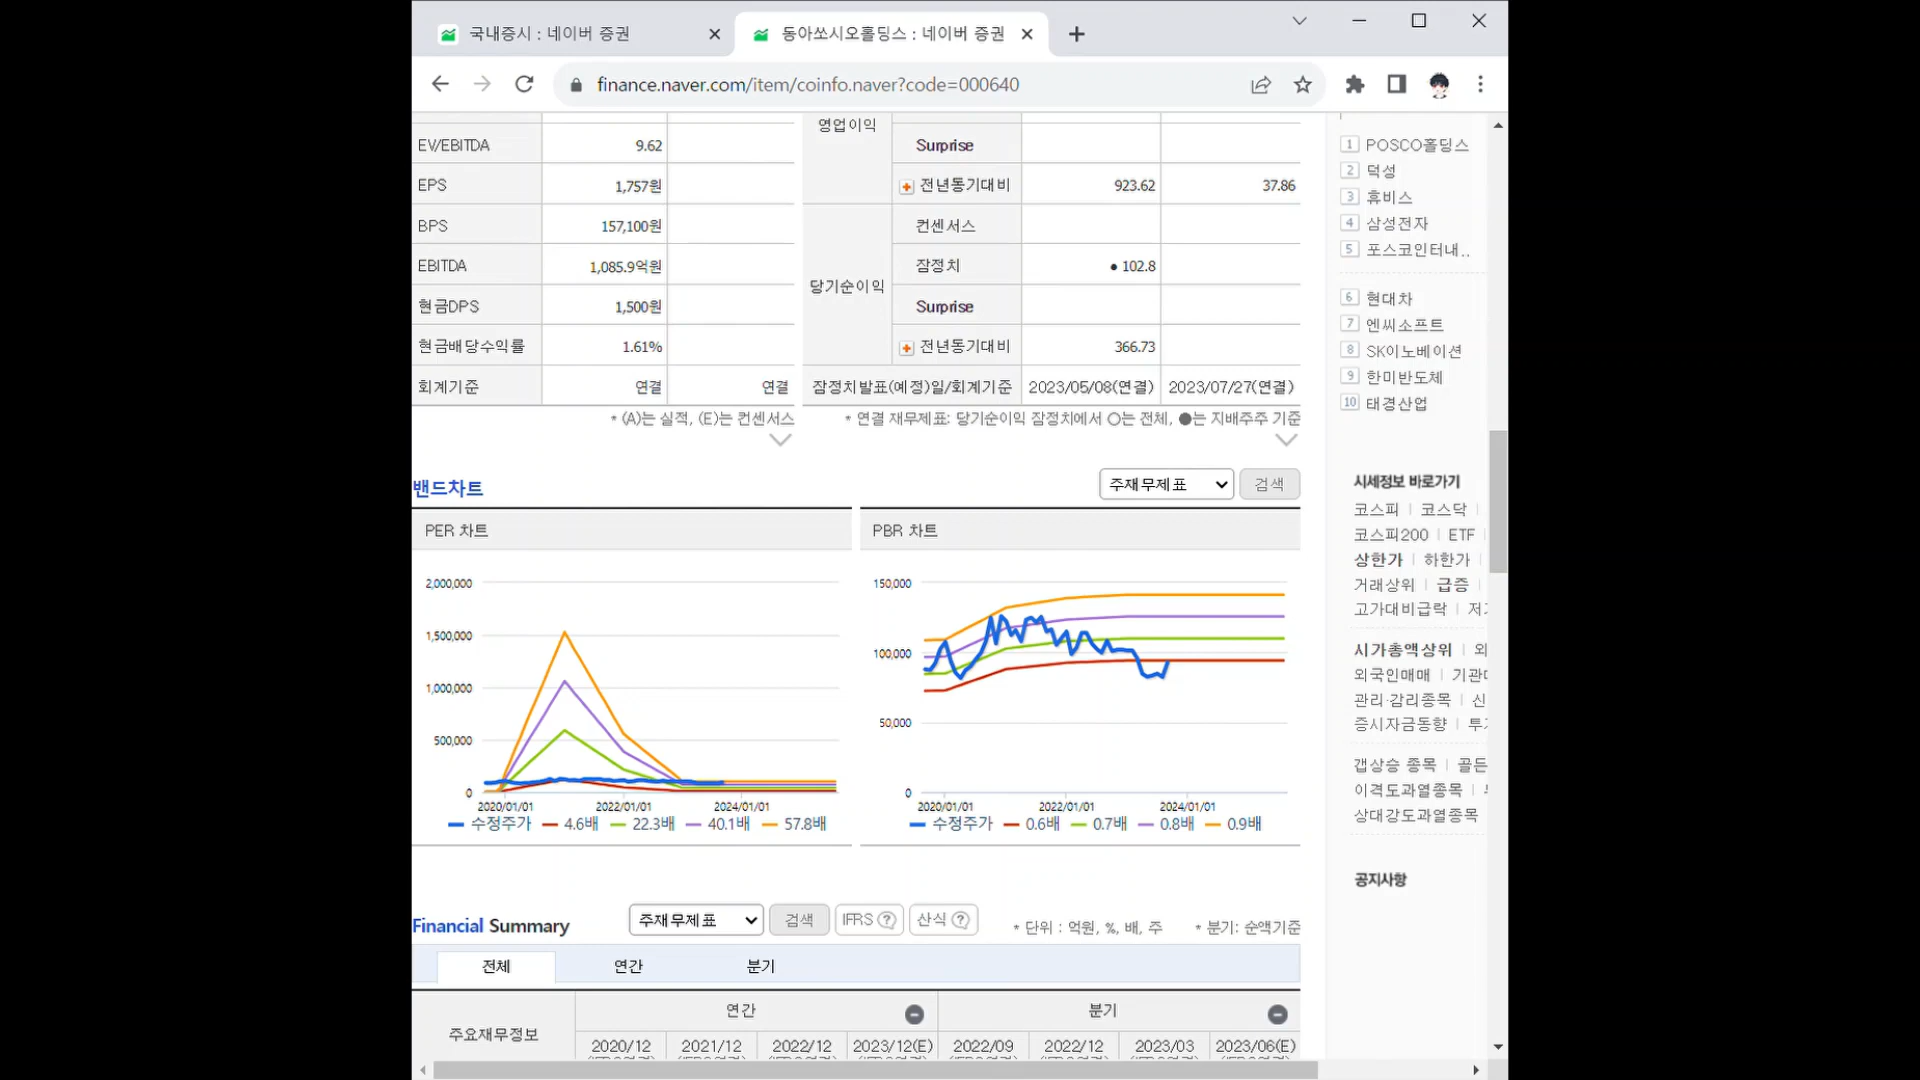 국내증시 : 네이버 증권
동아쏘시오홀딩스 : 네이버 증권
finance.naver.com/item/coinfo.naver?code=000640
EV/EBITDA 9.62
EPS 1,757원
BPS 157,100원
EBITDA 1,085.9억원
현금DPS 1,500원
현금배당수익률 1.61%
회계기준 연결 연결
* (A)는 실적, (E)는 컨센서스
영업이익
Surprise
전년동기대비 923.62 37.86
당기순이익
컨센서스
잠정치 ● 102.8
Surprise
전년동기대비 366.73
잠정치발표(예정)일/회계기준 2023/05/08(연결) 2023/07/27(연결)
* 연결 재무제표: 당기순이익 잠정치에서 ○는 전체, ●는 지배주주 기준
밴드차트
주재무제표 검색
PER 차트
2,000,000
1,500,000
1,000,000
500,000
0
2020/01/01 2022/01/01 2024/01/01
수정주가 4.6배 22.3배 40.1배 57.8배
PBR 차트
150,000
100,000
50,000
0
2020/01/01 2022/01/01 2024/01/01
수정주가 0.6배 0.7배 0.8배 0.9배
Financial Summary
주재무제표 검색 IFRS ? 산식 ?
* 단위 : 억원, %, 배, 주 * 분기: 순액기준
전체 연간 분기
주요재무정보
연간 분기
2020/12 2021/12 2022/12 2023/12(E) 2022/09 2022/12 2023/03 2023/06(E)
1 POSCO홀딩스
2 덕성
3 휴비스
4 삼성전자
5 포스코인터내..
6 현대차
7 엔씨소프트
8 SK이노베이션
9 한미반도체
10 태경산업
시세정보 바로가기
코스피 | 코스닥 |
코스피200 | ETF |
상한가 | 하한가 |
거래상위 | 급증 |
고가대비급락 |
시가총액상위 | 외
외국인매매 | 기관
관리·감리종목 | 신
증시자금동향 |
갭상승 종목 | 골든
이격도과열종목 |
상대강도과열종목
공지사항